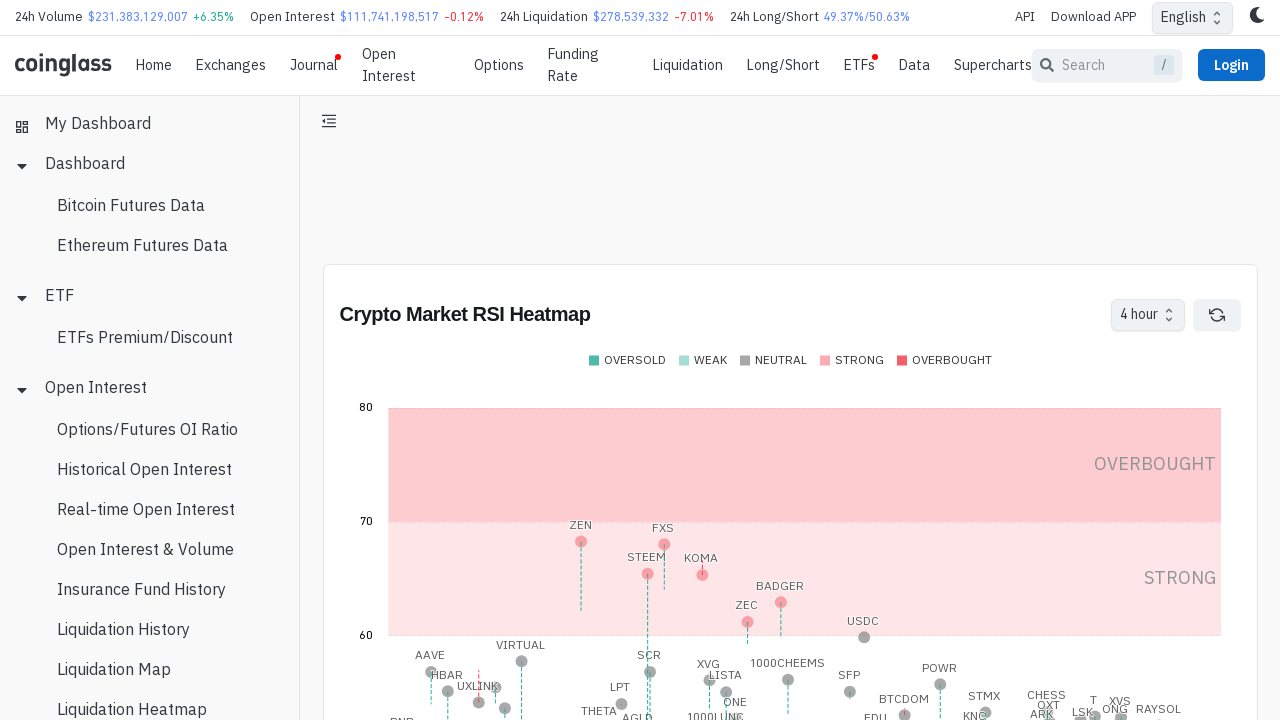 24h Volume $231,383,129,007 +6.35% Open Interest $111,741,198,517 -0.12% 24h Liquidation $278,539,332 -7.01% 24h Long/Short 49.37%/50.63% API Download APP English
coinglass Home Exchanges Journal Open Interest Options Funding Rate Liquidation Long/Short ETFs Data Supercharts Search / Login
My Dashboard
Dashboard
Bitcoin Futures Data
Ethereum Futures Data
ETF
ETFs Premium/Discount
Open Interest
Options/Futures OI Ratio
Historical Open Interest
Real-time Open Interest
Open Interest & Volume
Insurance Fund History
Liquidation History
Liquidation Map
Liquidation Heatmap
Crypto Market RSI Heatmap 4 hour
OVERSOLD WEAK NEUTRAL STRONG OVERBOUGHT
80
OVERBOUGHT
70
ZEN FXS
STEEM KOMA
STRONG
BADGER
ZEC
USDC
60
VIRTUAL
AAVE SCR
XVG 1000CHEEMS
POWR
HBAR LISTA SFP
UXLINK LPT
STMX CHESS
BTCDOM T XVS
ONE OXT
THETA ONG RAYSOL
LSK
1000LUNC EDU KNC ARK
AGLD